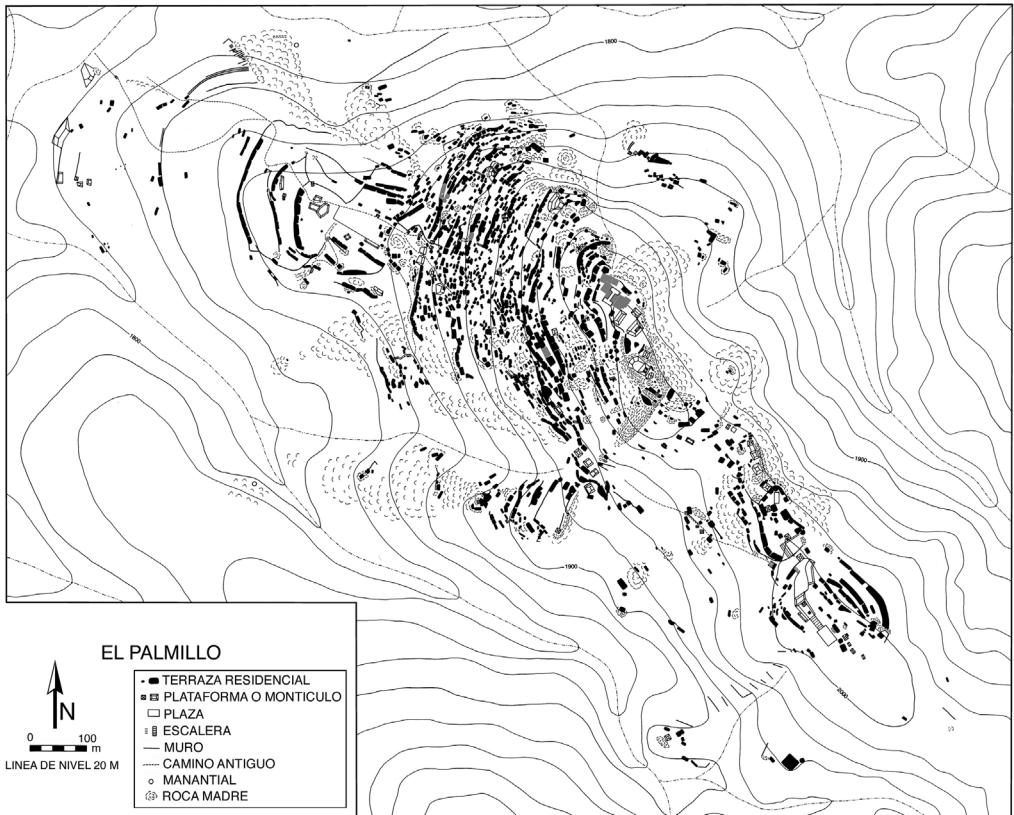 1800
1800
1900
1900
2000
EL PALMILLO
N
0 100
m
LINEA DE NIVEL 20 M
TERRAZA RESIDENCIAL
PLATAFORMA O MONTICULO
PLAZA
ESCALERA
MURO
CAMINO ANTIGUO
MANANTIAL
ROCA MADRE